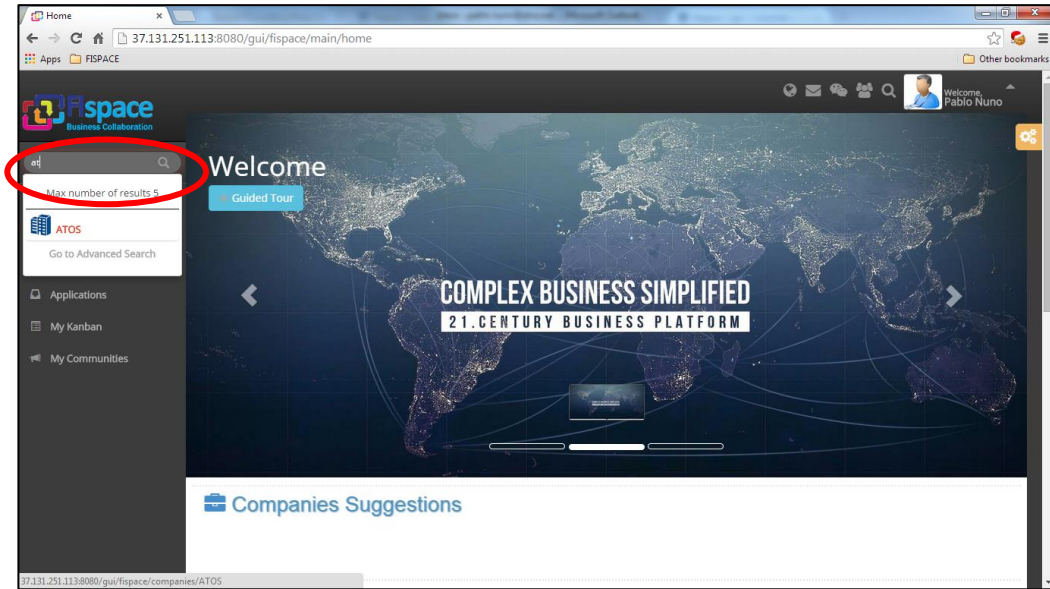 Home
37.131.251.113:8080/gui/fispace/main/home
Apps FISPACE Other bookmarks
FIspace
Business Collaboration
Welcome,
Pablo Nuno
at
Max number of results 5
ATOS
Go to Advanced Search
Applications
My Kanban
My Communities
Welcome
Guided Tour
COMPLEX BUSINESS SIMPLIFIED
21.CENTURY BUSINESS PLATFORM
Companies Suggestions
37.131.251.113:8080/gui/fispace/companies/ATOS